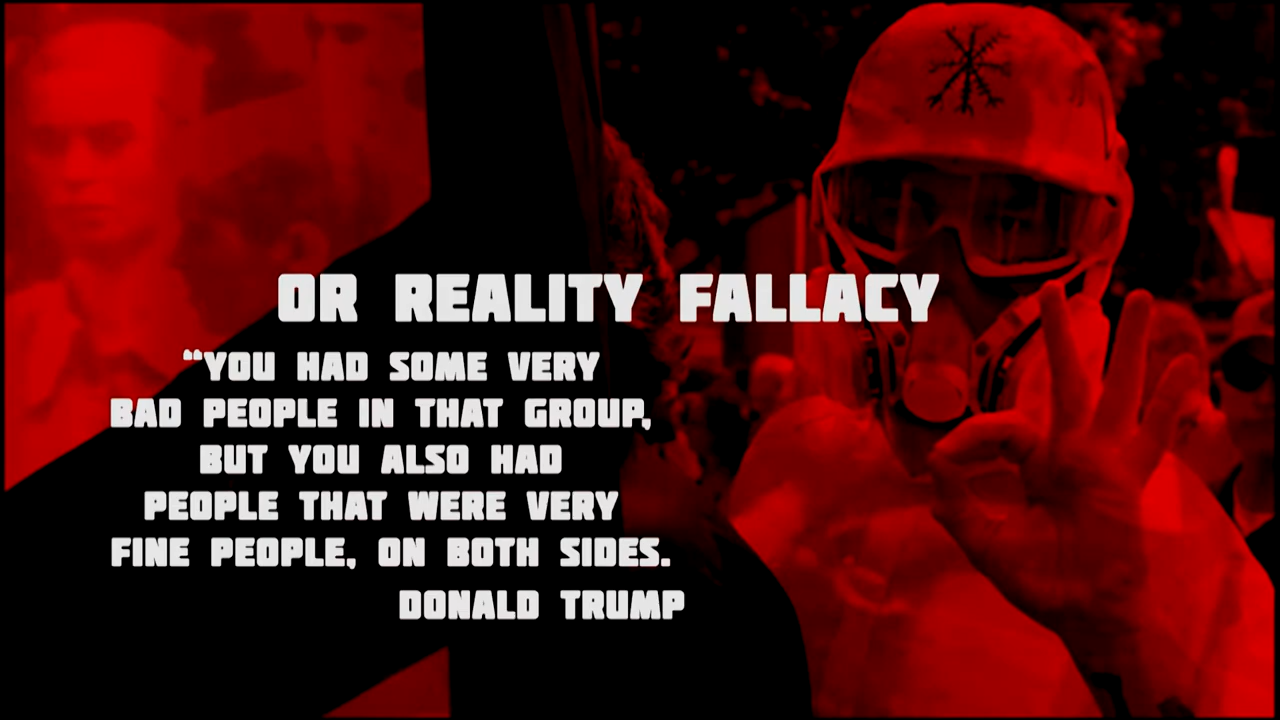 OR REALITY FALLACY
“YOU HAD SOME VERY
BAD PEOPLE IN THAT GROUP,
BUT YOU ALSO HAD
PEOPLE THAT WERE VERY
FINE PEOPLE, ON BOTH SIDES.
DONALD TRUMP